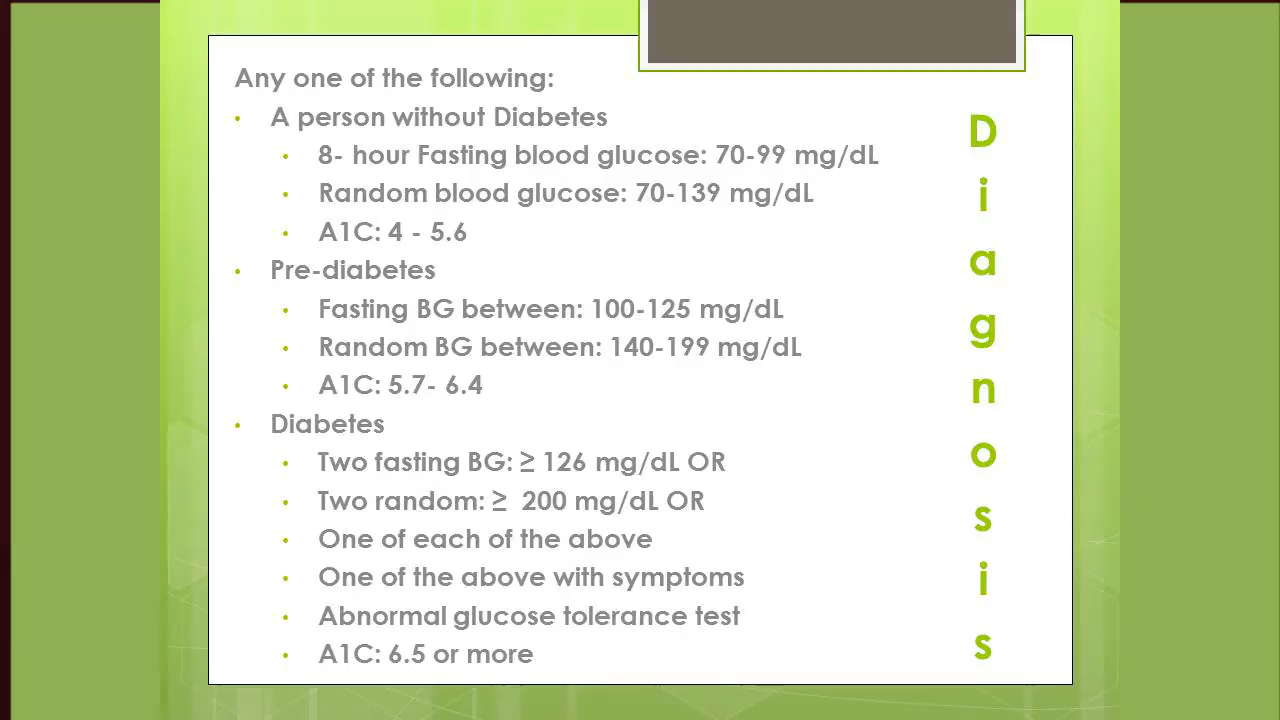 Any one of the following:
• A person without Diabetes
• 8- hour Fasting blood glucose: 70-99 mg/dL
• Random blood glucose: 70-139 mg/dL
• A1C: 4 - 5.6
• Pre-diabetes
• Fasting BG between: 100-125 mg/dL
• Random BG between: 140-199 mg/dL
• A1C: 5.7- 6.4
• Diabetes
• Two fasting BG: ≥ 126 mg/dL OR
• Two random: ≥ 200 mg/dL OR
• One of each of the above
• One of the above with symptoms
• Abnormal glucose tolerance test
• A1C: 6.5 or more
D
i
a
g
n
o
s
i
s